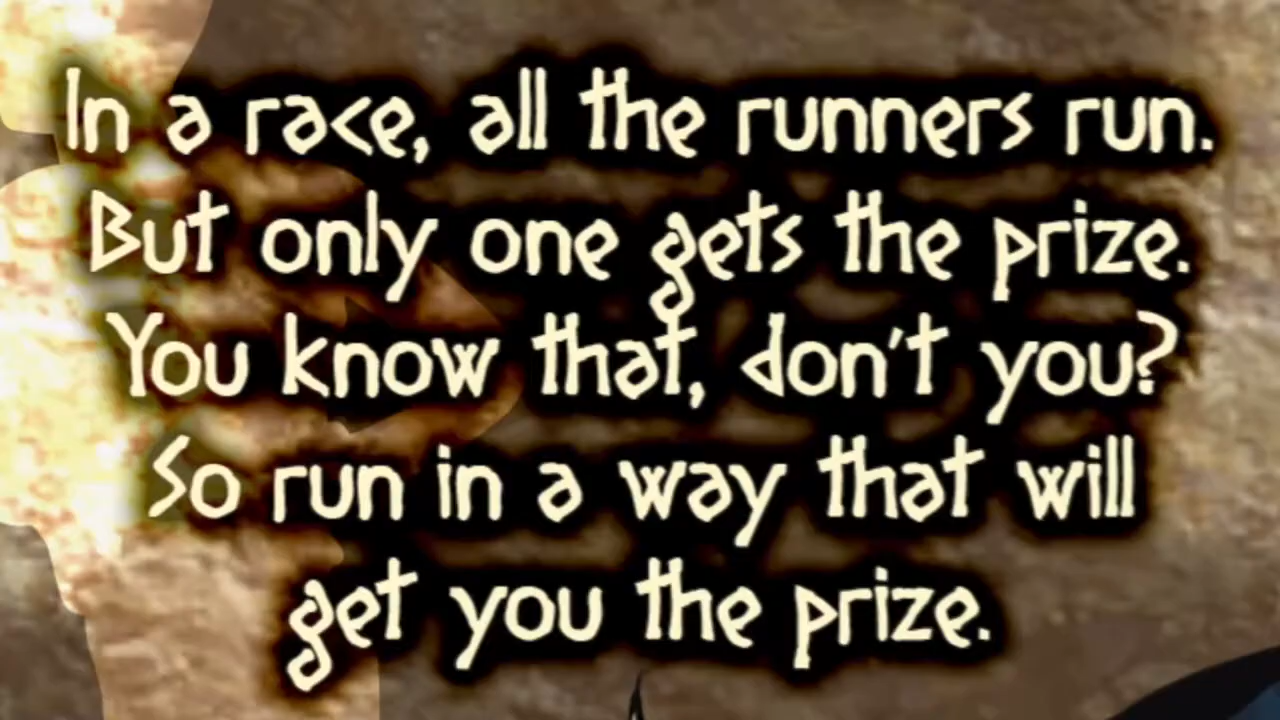 In a race, all the runners run.
But only one gets the prize.
You know that, don't you?
So run in a way that will
get you the prize.